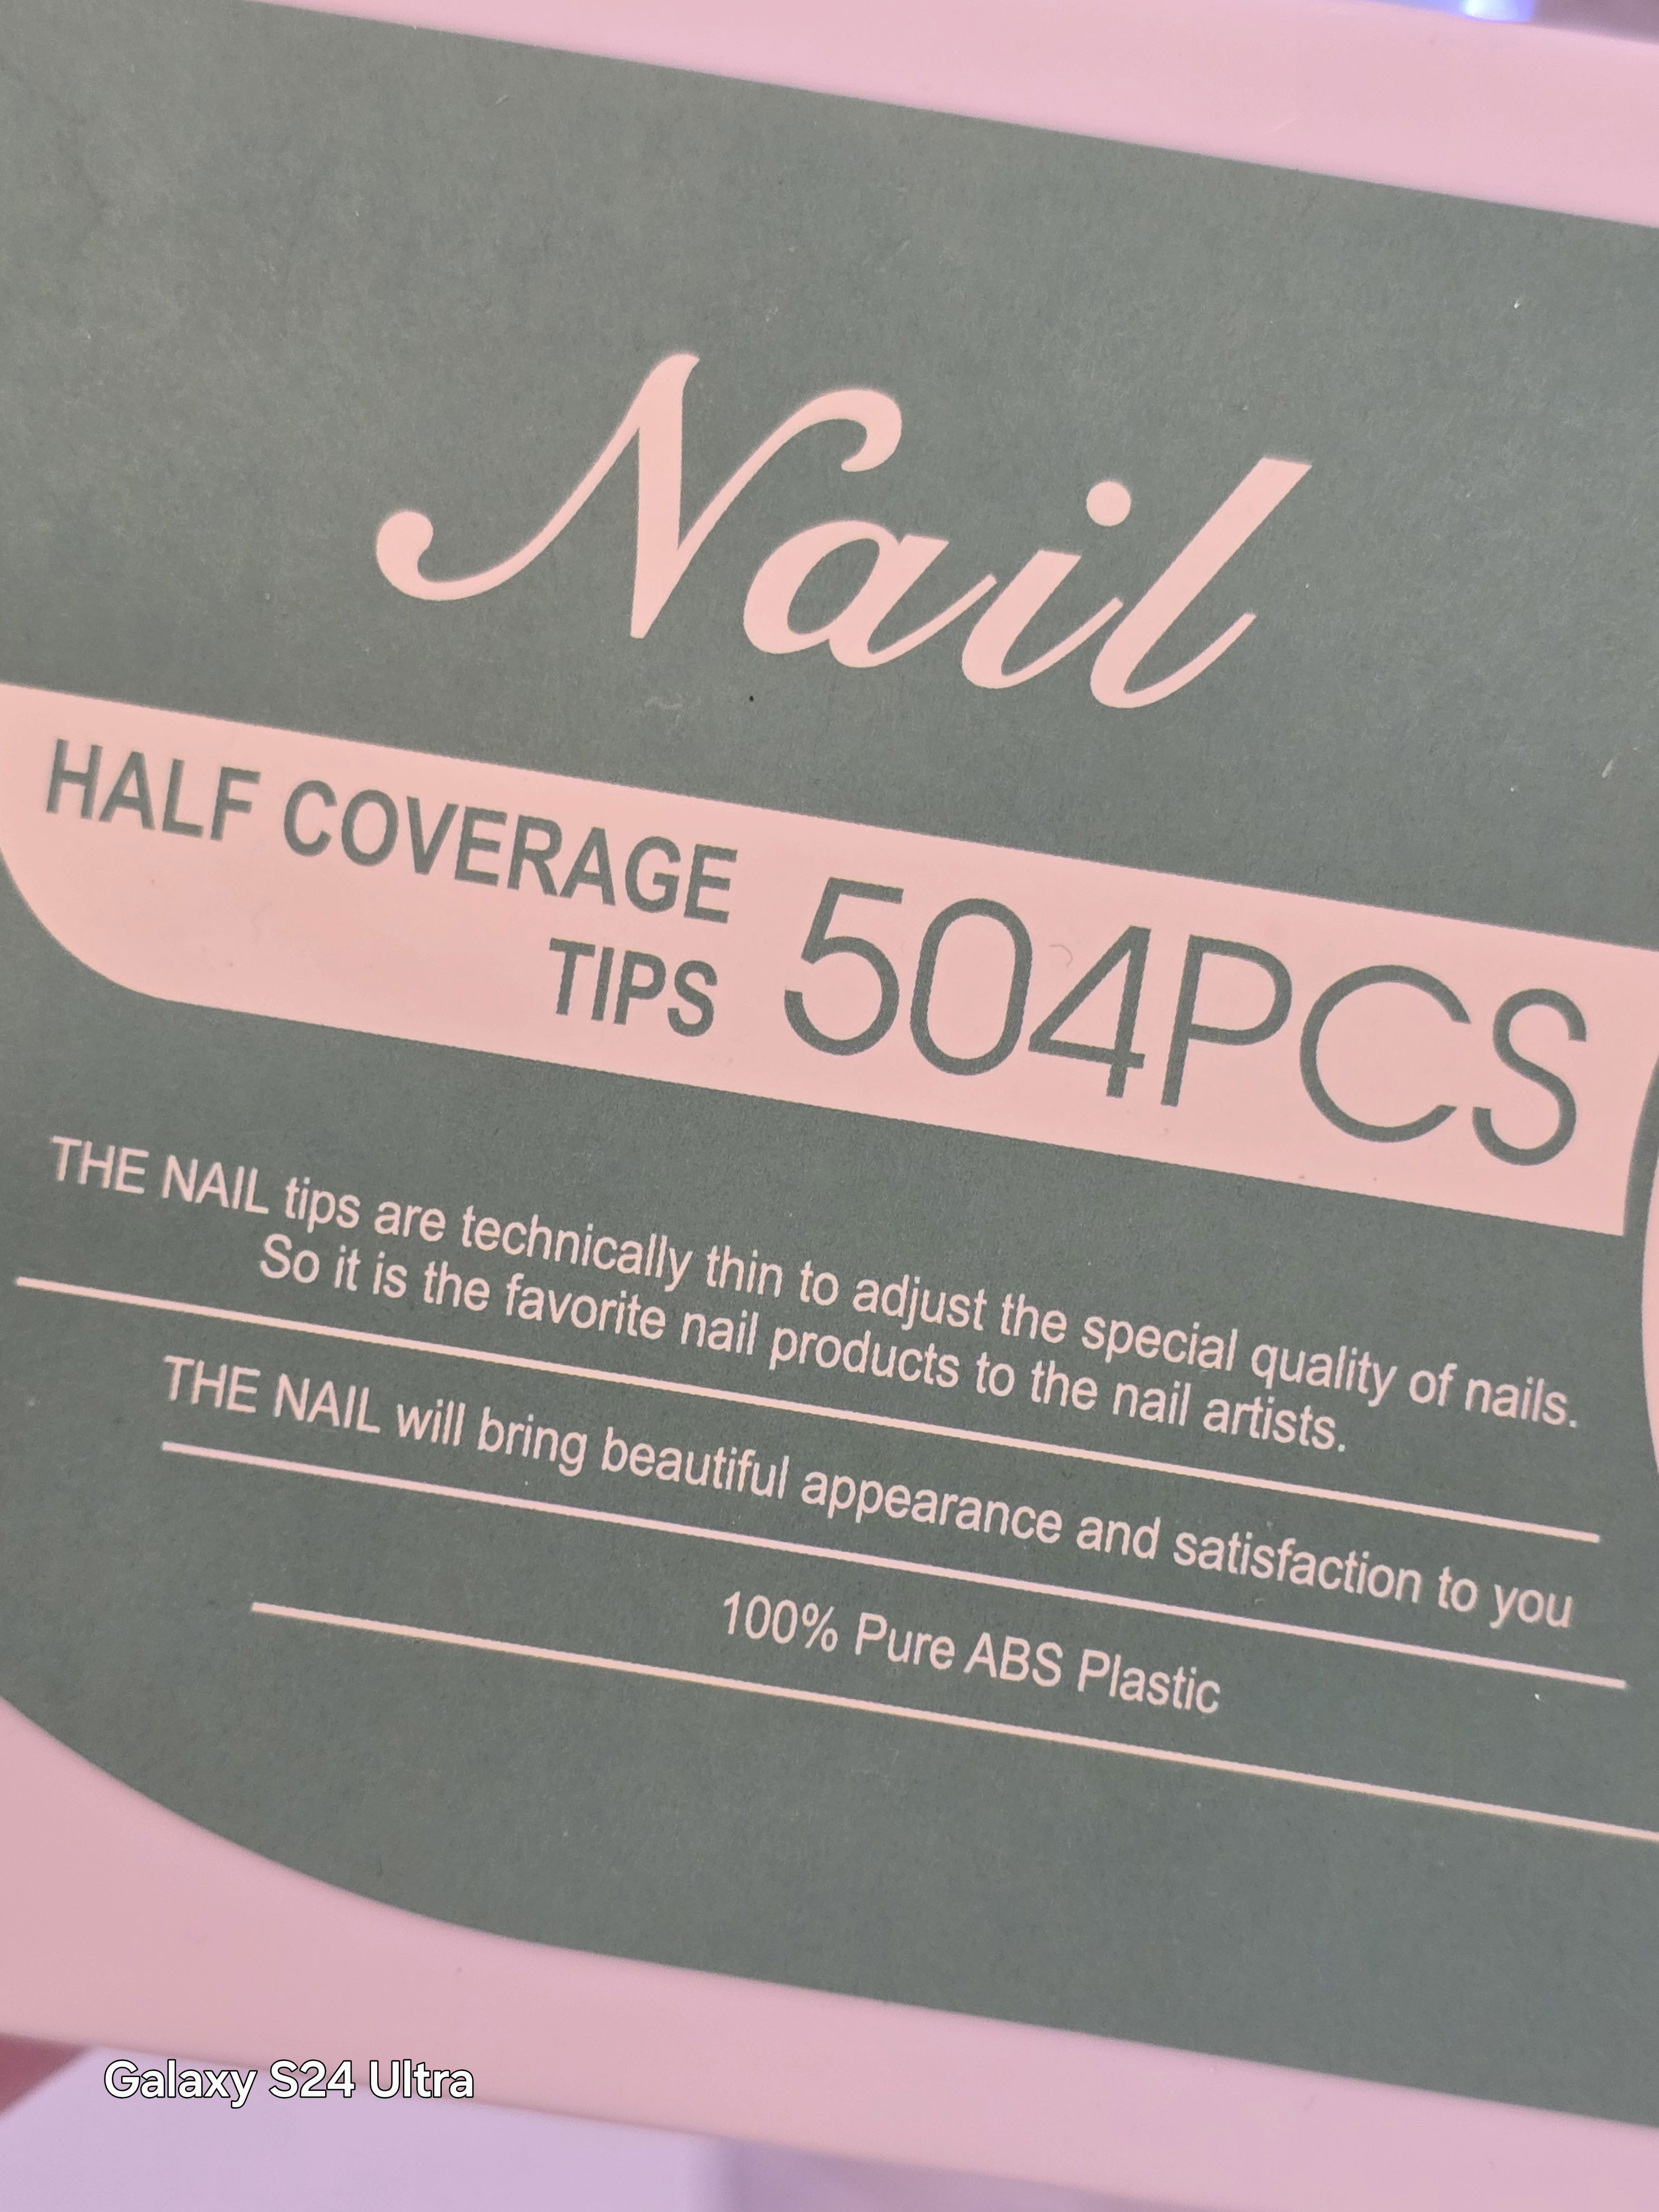 Nail
HALF COVERAGE
TIPS
504PCS
THE NAIL tips are technically thin to adjust the special quality of nails.
So it is the favorite nail products to the nail artists.
THE NAIL will bring beautiful appearance and satisfaction to you
100% Pure ABS Plastic
Galaxy S24 Ultra